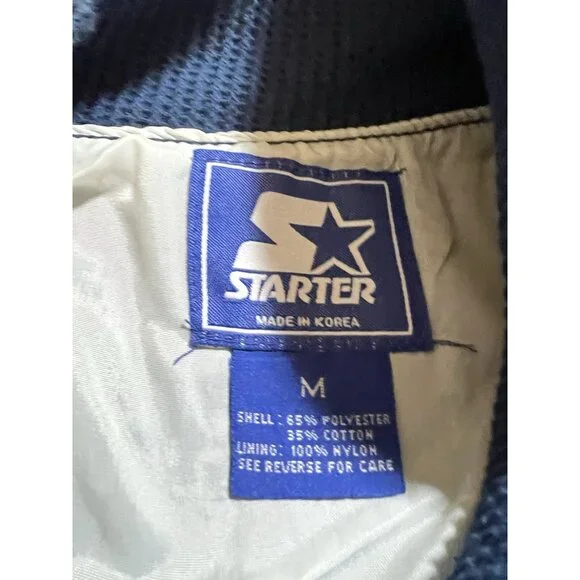 STARTER
MADE IN KOREA
M
SHELL: 65% POLYESTER
35% COTTON
LINING: 100% NYLON
SEE REVERSE FOR CARE